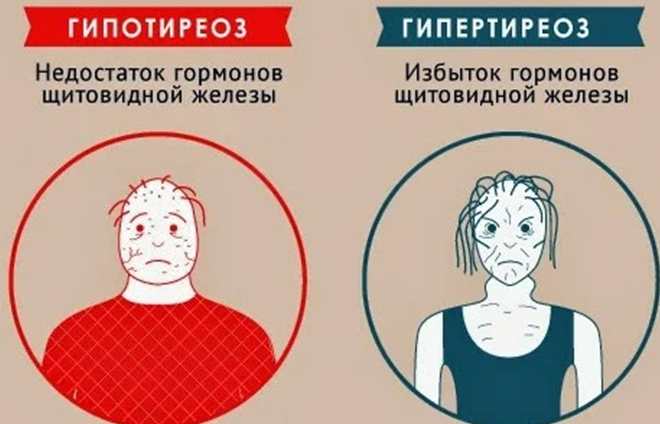 ГИПОТИРЕОЗ
Недостаток гормонов
щитовидной железы
ГИПЕРТИРЕОЗ
Избыток гормонов
щитовидной железы